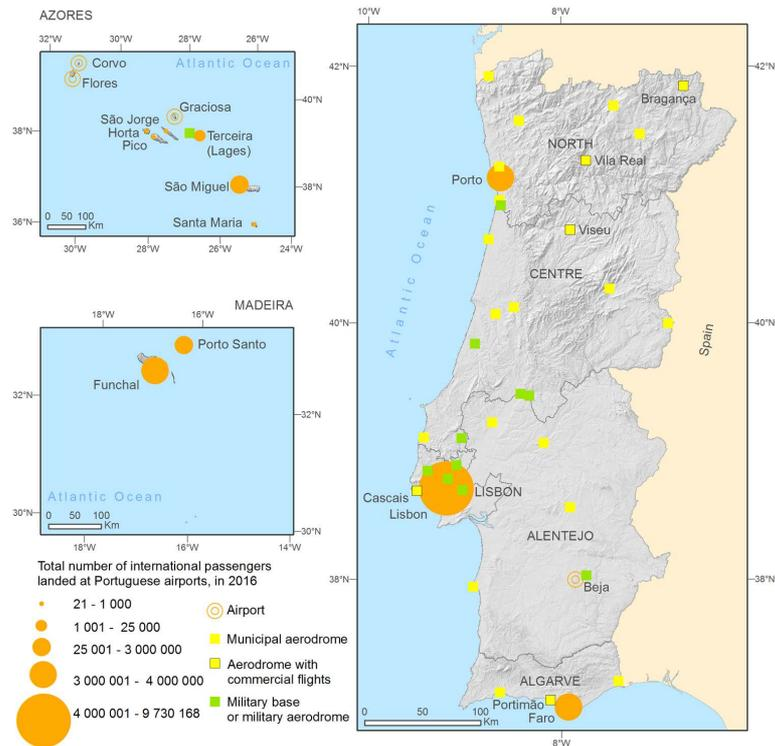 AZORES
32°W 30°W 28°W 26°W
Corvo
Atlantic Ocean
Flores
40°N
Graciosa
São Jorge
38°N
Horta
Terceira
(Lages)
Pico
São Miguel
38°N
36°N
Santa Maria
0 50 100
Km
30°W 28°W 26°W 24°W
MADEIRA
18°W 16°W
Porto Santo
Funchal
32°N
32°N
Atlantic Ocean
30°N
0 50 100
Km
30°N
18°W 16°W 14°W
Total number of international passengers
landed at Portuguese airports, in 2016
21 - 1 000
1 001 - 25 000
25 001 - 3 000 000
3 000 001 - 4 000 000
4 000 001 - 9 730 168
Airport
Municipal aerodrome
Aerodrome with
commercial flights
Military base
or military aerodrome
10°W 8°W
42°N
42°N
Bragança
NORTH
Vila Real
Porto
Viseu
Atlantic Ocean
CENTRE
40°N
40°N
Spain
Cascais
LISBON
Lisbon
ALENTEJO
38°N
38°N
Beja
ALGARVE
Portimão
Faro
0 50 100
Km
8°W